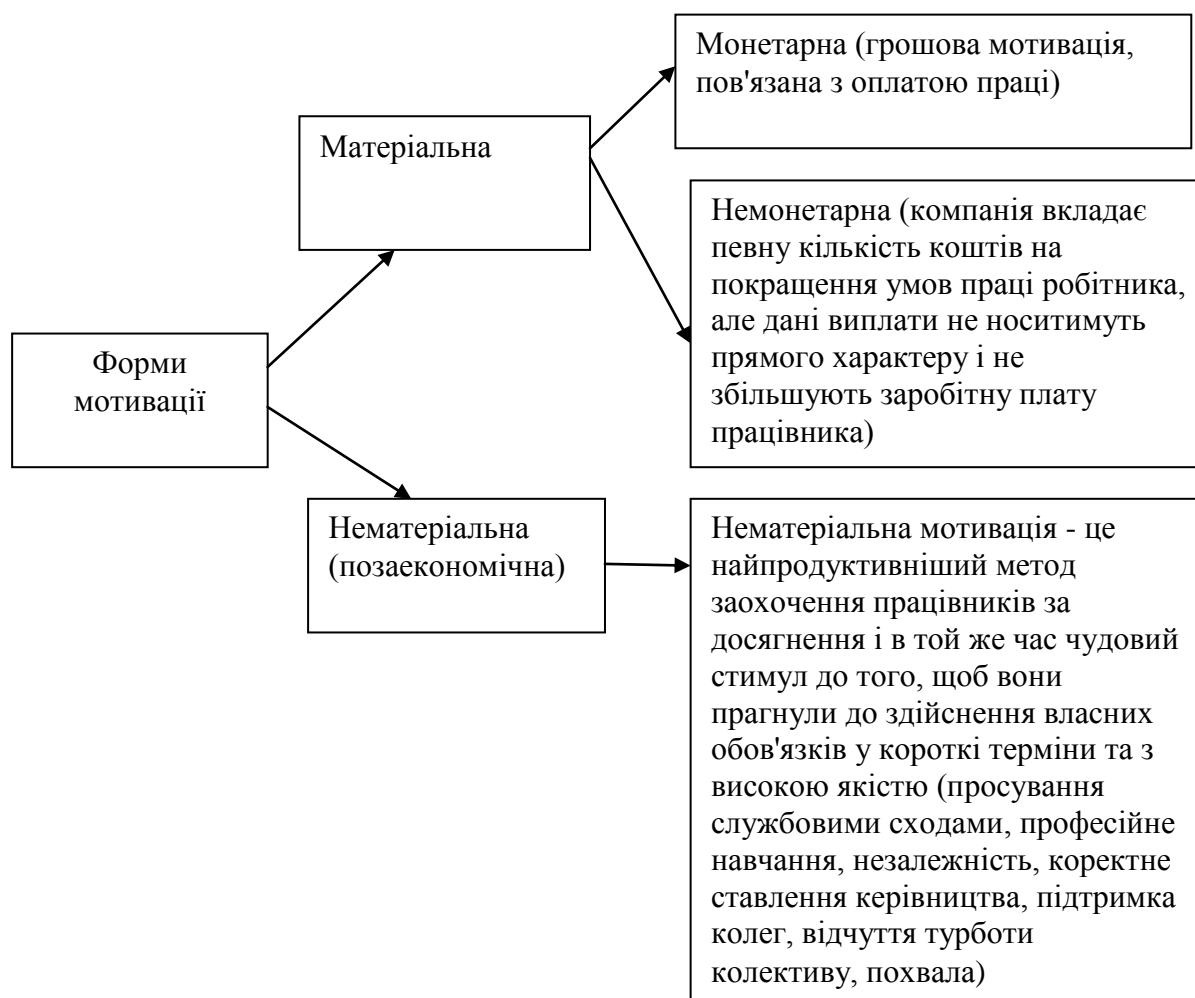 Форми
мотивації
Матеріальна
Монетарна (грошова мотивація,
пов'язана з оплатою праці)
Немонетарна (компанія вкладає
певну кількість коштів на
покращення умов праці робітника,
але дані виплати не носитимуть
прямого характеру і не
збільшують заробітну плату
працівника)
Нематеріальна
(позаекономічна)
Нематеріальна мотивація - це
найпродуктивніший метод
заохочення працівників за
досягнення і в той же час чудовий
стимул до того, щоб вони
прагнули до здійснення власних
обов'язків у короткі терміни та з
високою якістю (просування
службовими сходами, професійне
навчання, незалежність, коректне
ставлення керівництва, підтримка
колег, відчуття турботи
колективу, похвала)